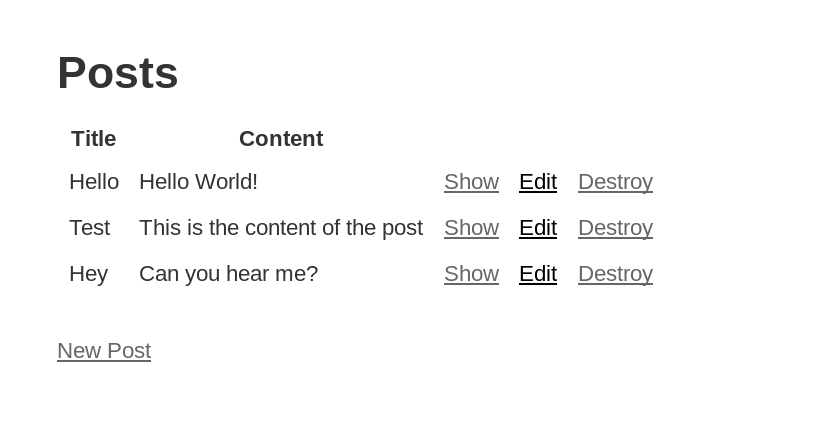 Posts
Title Content
Hello Hello World! Show Edit Destroy
Test This is the content of the post Show Edit Destroy
Hey Can you hear me? Show Edit Destroy
New Post